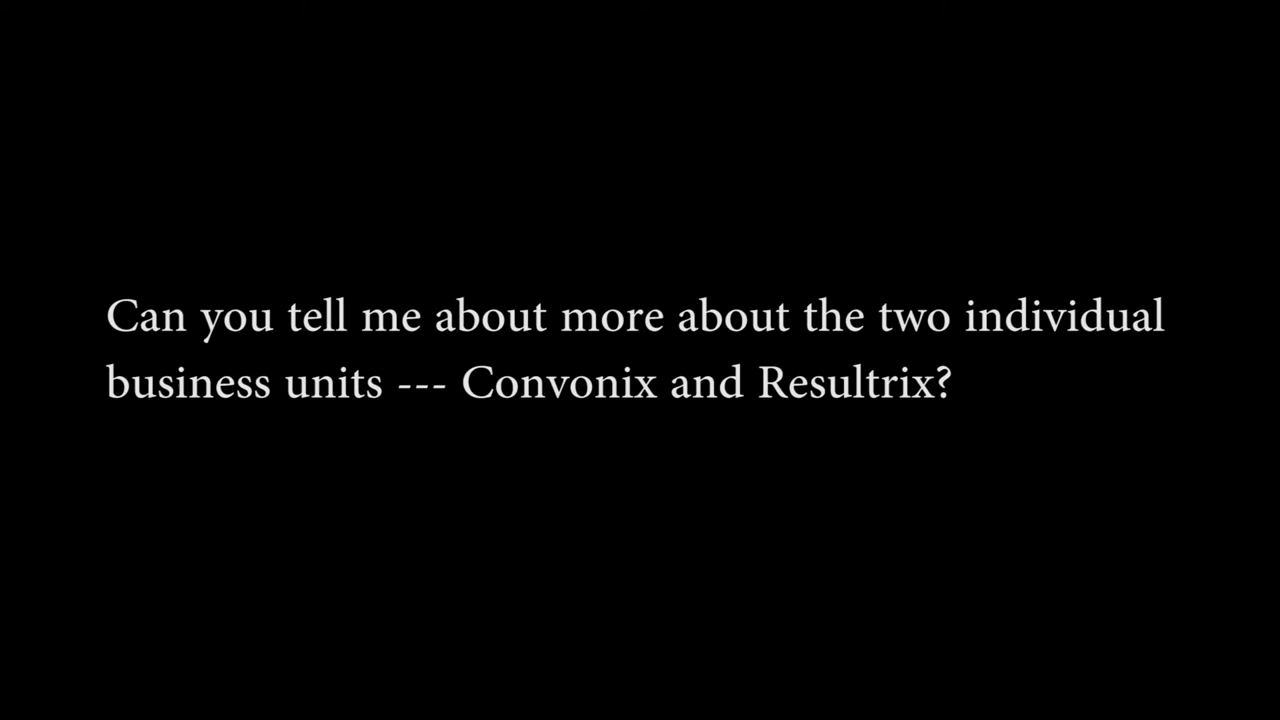 Can you tell me about more about the two individual
business units --- Convonix and Resultrix?